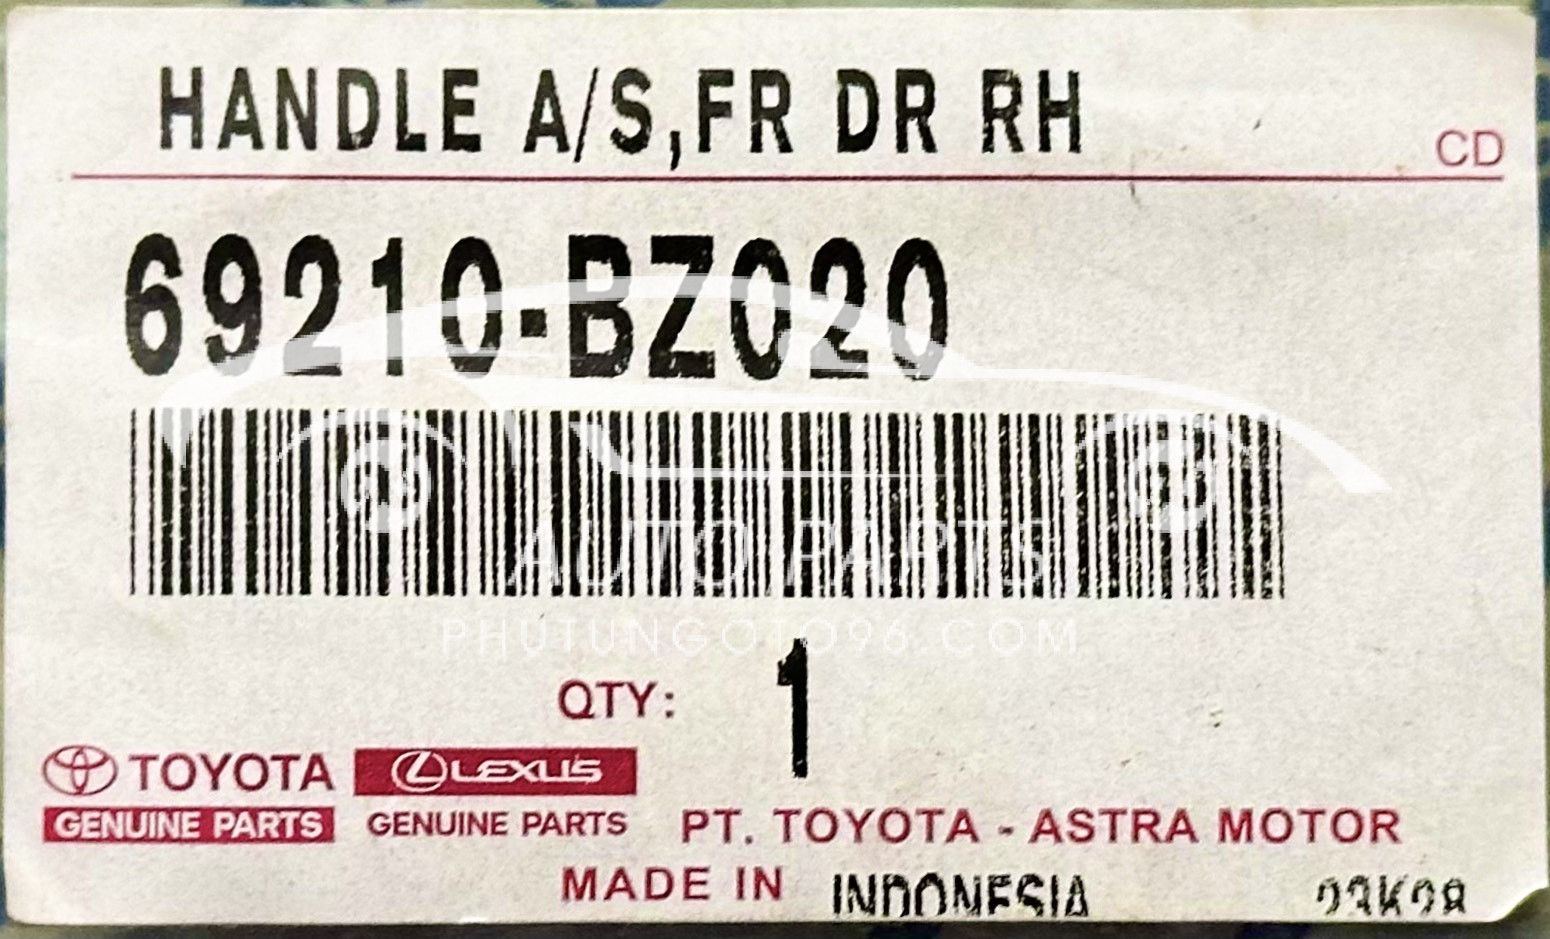 HANDLE A/S,FR DR RH
CD
69210-BZ020
AUTO PARTS
PHUTUNGOTO96.COM
QTY: 1
TOYOTA LEXUS
GENUINE PARTS GENUINE PARTS PT. TOYOTA - ASTRA MOTOR
MADE IN INDONESIA